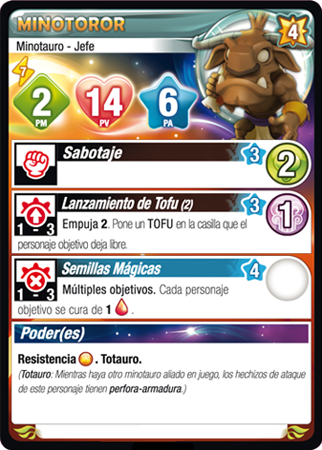 MINOTOROR
4
Minotauro - Jefe
7
2
PM
14
PV
6
PA
Sabotaje
3
2
Lanzamiento de Tofu (2)
3
1
1 - 3
Empuja 2. Pone un TOFU en la casilla que el
personaje objetivo deja libre.
Semillas Mágicas
4
1 - 3
Múltiples objetivos. Cada personaje
objetivo se cura de 1 .
Poder(es)
Resistencia . Totauro.
(Totauro: Mientras haya otro minotauro aliado en juego, los hechizos de ataque
de este personaje tienen perfora-armadura.)